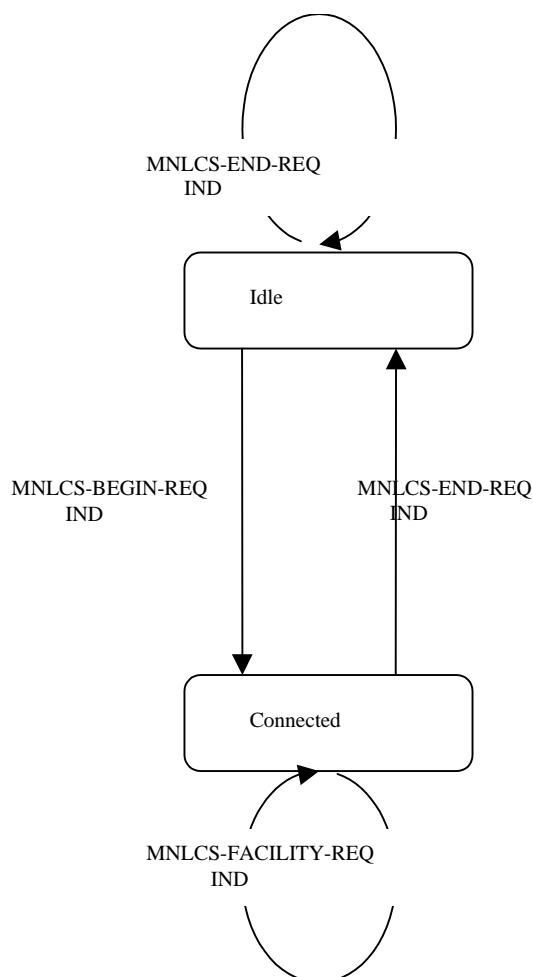 MNLCS-END-REQ
IND
Idle
MNLCS-BEGIN-REQ
IND
MNLCS-END-REQ
IND
Connected
MNLCS-FACILITY-REQ
IND